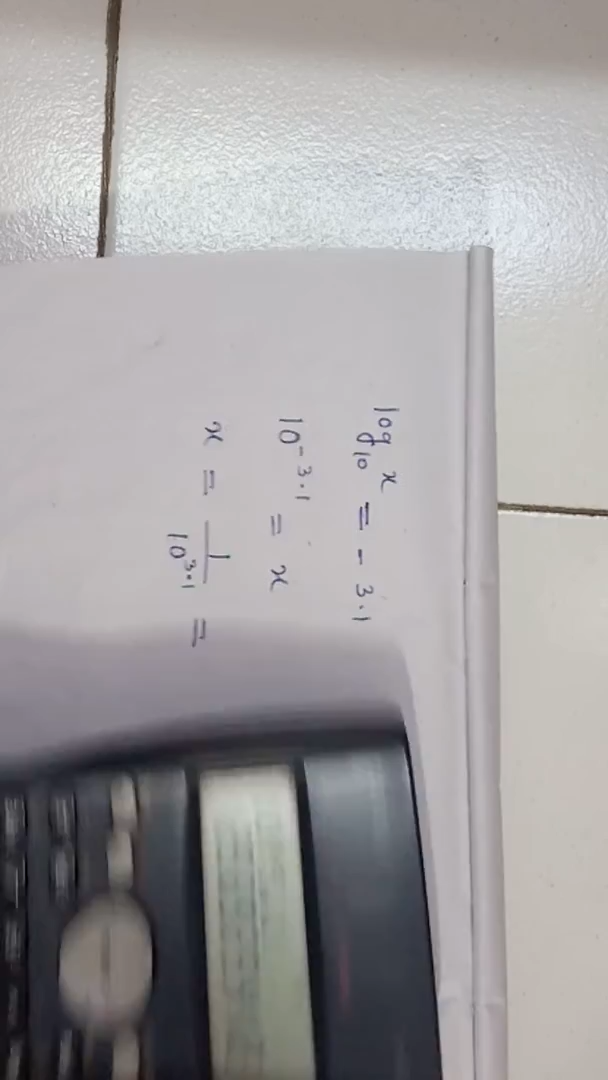 log₁₀ x = - 3.1
10^-3.1 = x
x = 1/10^3.1 =